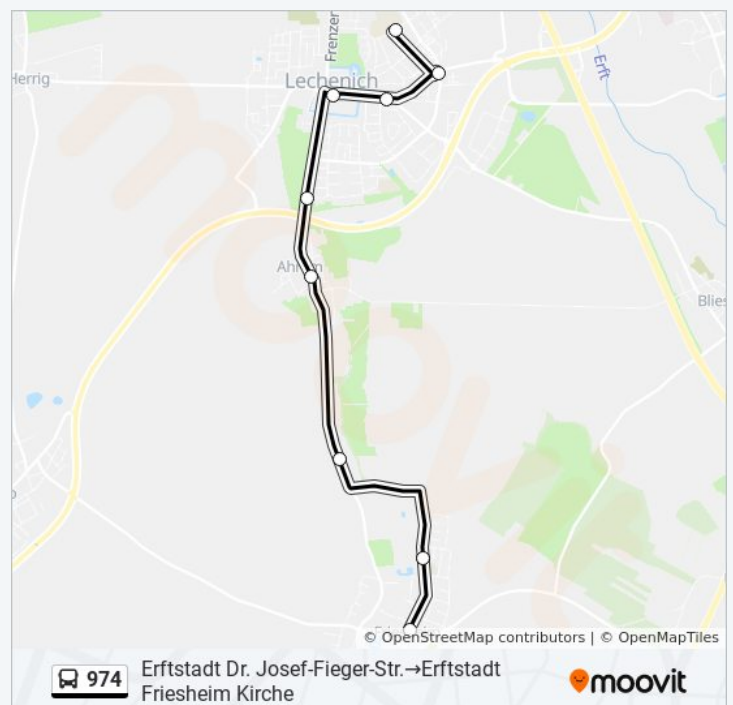 Frenzer
Erft
Herrig
Lechenich
Ahrem
Blies
© OpenStreetMap contributors | © OpenMapTiles
974
Erftstadt Dr. Josef-Fieger-Str.→Erftstadt
Friesheim Kirche
moovit